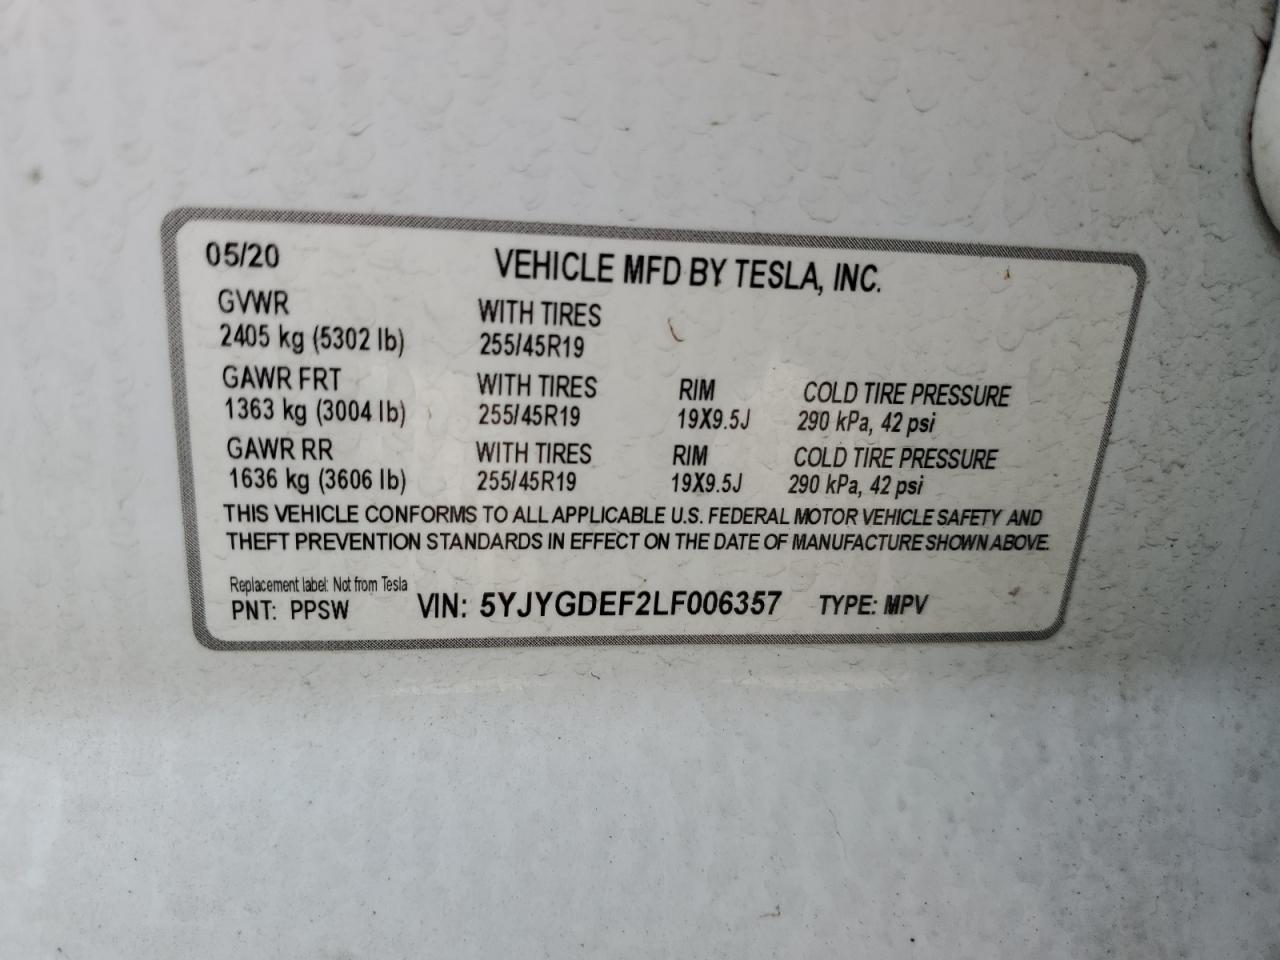 05/20 VEHICLE MFD BY TESLA, INC.
GVWR WITH TIRES
2405 kg (5302 lb) 255/45R19
GAWR FRT WITH TIRES RIM COLD TIRE PRESSURE
1363 kg (3004 lb) 255/45R19 19X9.5J 290 kPa, 42 psi
GAWR RR WITH TIRES RIM COLD TIRE PRESSURE
1636 kg (3606 lb) 255/45R19 19X9.5J 290 kPa, 42 psi
THIS VEHICLE CONFORMS TO ALL APPLICABLE U.S. FEDERAL MOTOR VEHICLE SAFETY AND
THEFT PREVENTION STANDARDS IN EFFECT ON THE DATE OF MANUFACTURE SHOWN ABOVE.
Replacement label: Not from Tesla
PNT: PPSW VIN: 5YJYGDEF2LF006357 TYPE: MPV